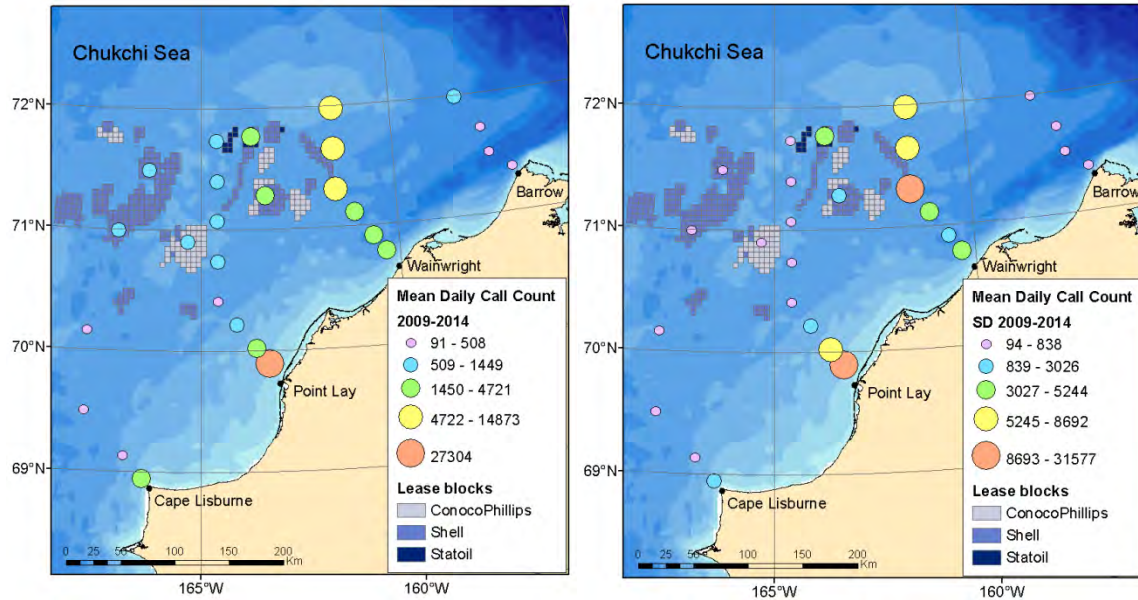 Chukchi Sea
72°N
71°N
70°N
69°N
Barrow
Wainwright
Point Lay
Cape Lisburne
Mean Daily Call Count
2009-2014
91 - 508
509 - 1449
1450 - 4721
4722 - 14873
27304
Lease blocks
ConocoPhillips
Shell
Statoil
0 25 50 100 150 200
Km
165°W 160°W
Chukchi Sea
72°N
71°N
70°N
69°N
Barrow
Wainwright
Point Lay
Cape Lisburne
Mean Daily Call Count
SD 2009-2014
94 - 838
839 - 3026
3027 - 5244
5245 - 8692
8693 - 31577
Lease blocks
ConocoPhillips
Shell
Statoil
0 25 50 100 150 200
Km
165°W 160°W